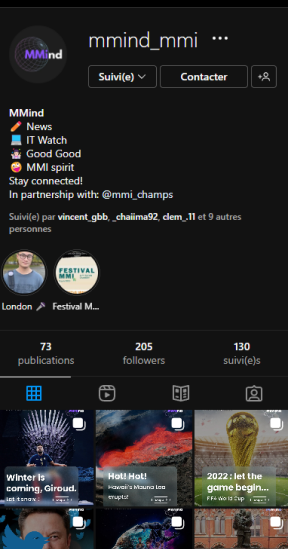 mmind_mmi ...
MMind
Suivi(e)
Contacter
MMind
News
IT Watch
Good Good
MMI spirit
Stay connected!
In partnership with: @mmi_champs
Suivi(e) par vincent_gbb, _chaiima92, clem_.11 et 9 autres
personnes
FESTIVAL
MMI
London
Festival M...
73
publications
205
followers
130
suivi(e)s
Winter is
coming, Giroud.
Let it snow !
Hot! Hot!
Hawaii's Mauna Loa
erupts!
2022 : let the
game begin...
FIFA World Cup